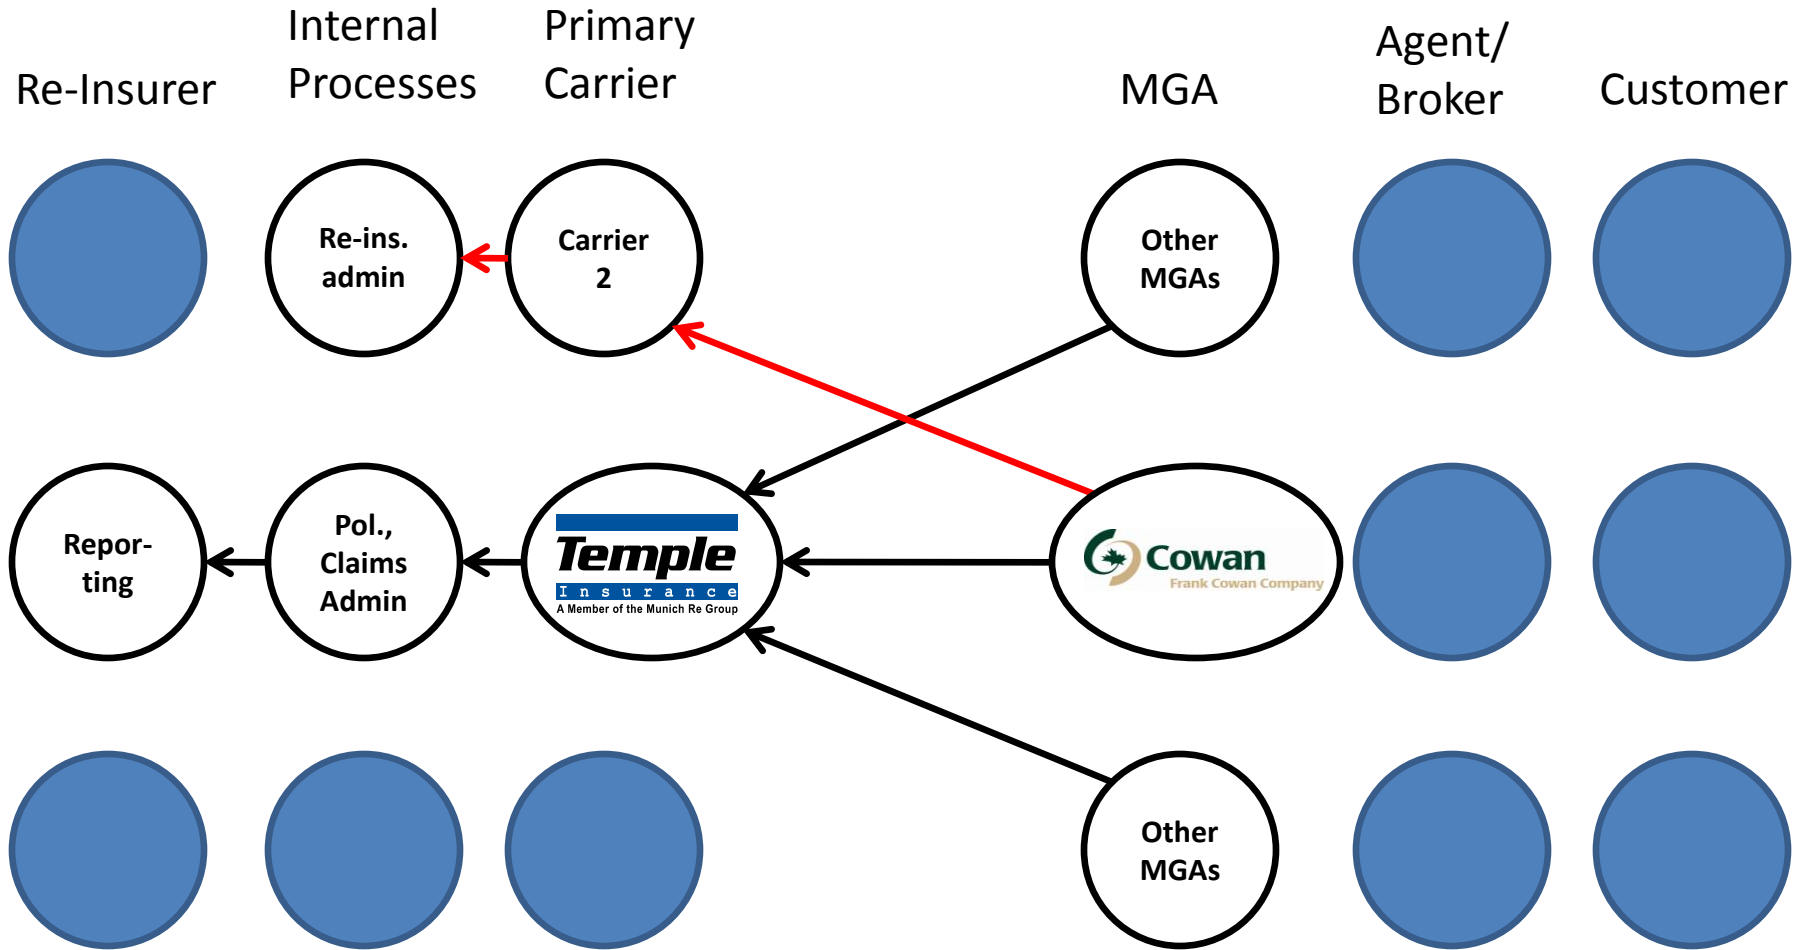 Re-Insurer
Internal
Processes
Primary
Carrier
MGA
Agent/
Broker
Customer
Re-ins.
admin
Carrier
2
Other
MGAs
Repor-
ting
Pol.,
Claims
Admin
Temple
Insurance
A Member of the Munich Re Group
Cowan
Frank Cowan Company
Other
MGAs